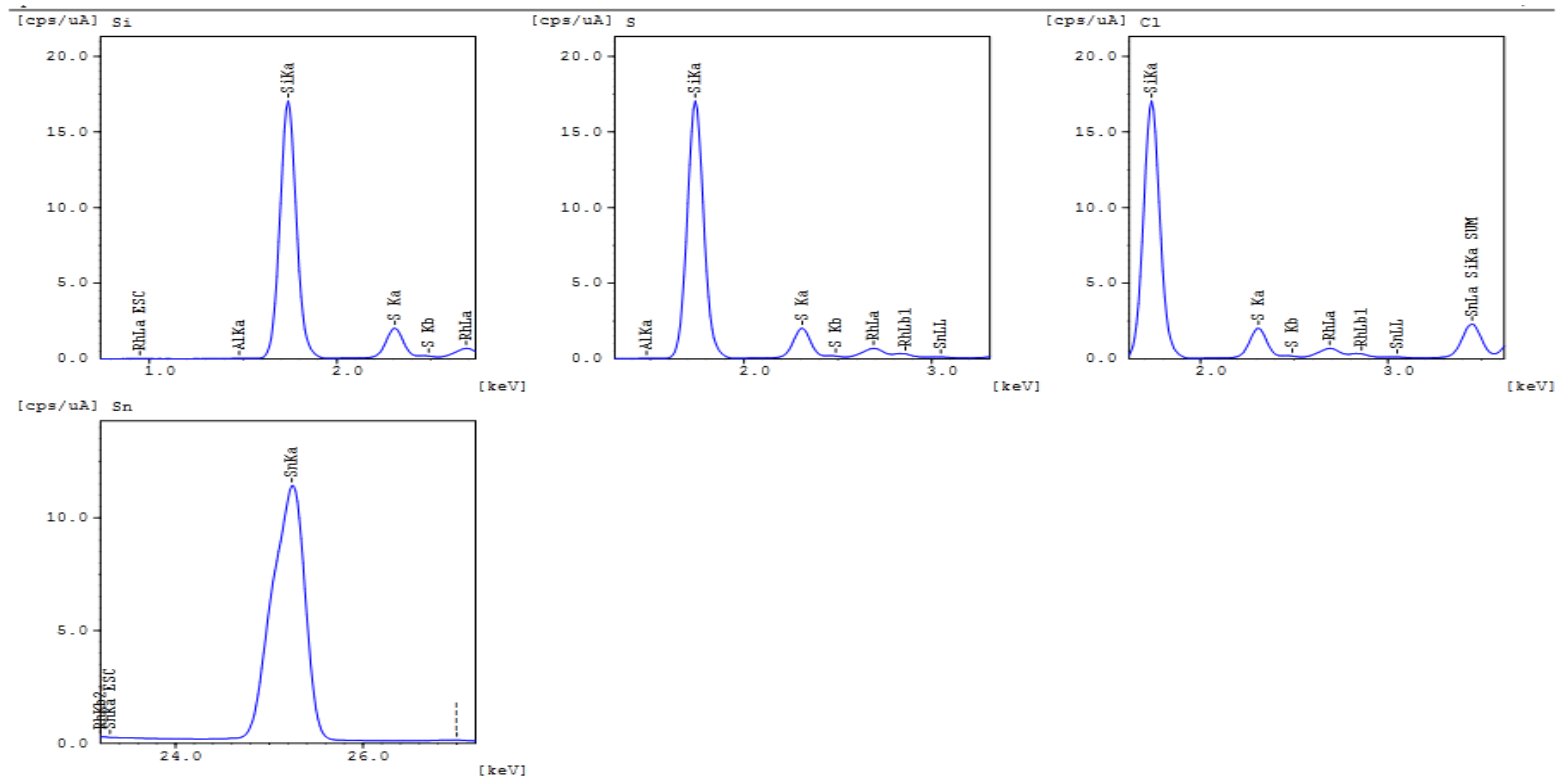 [cps/uA] Si
20.0
15.0
10.0
5.0
0.0
1.0
2.0
[keV]
RhLa ESC
AlKa
SiKa
S Ka
S Kb
RhLa
[cps/uA] S
20.0
15.0
10.0
5.0
0.0
2.0
3.0
[keV]
AlKa
SiKa
S Ka
S Kb
RhLa
RhLb1
SnLL
[cps/uA] Cl
20.0
15.0
10.0
5.0
0.0
2.0
3.0
[keV]
SiKa
S Ka
S Kb
RhLa
RhLb1
SnLL
SnLa SiKa SUM
[cps/uA] Sn
10.0
5.0
0.0
24.0
26.0
[keV]
SnKa ESC
SnKa